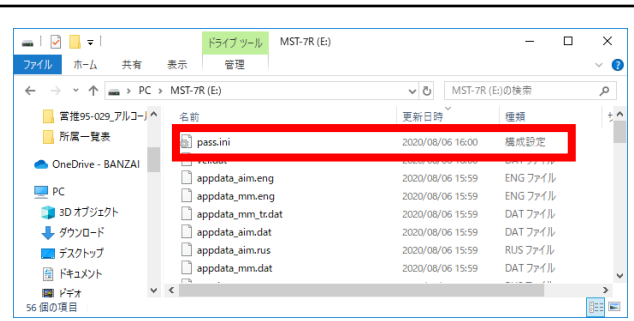 ドライブ ツール MST-7R (E:)
ファイル ホーム 共有 表示 管理
PC > MST-7R (E:) MST-7R (E:)の検索
営推95-029_アルコール 名前 更新日時 種類
所属一覧表
pass.ini 2020/08/06 16:00 構成設定
OneDrive - BANZAI
appdata_aim.eng 2020/08/06 15:59 ENG ファイル
PC
appdata_mm.eng 2020/08/06 15:59 ENG ファイル
3D オブジェクト
appdata_mm_tr.dat 2020/08/06 15:59 DAT ファイル
ダウンロード
appdata_aim.dat 2020/08/06 15:59 DAT ファイル
デスクトップ
appdata_aim.rus 2020/08/06 15:59 RUS ファイル
ドキュメント
appdata_mm.dat 2020/08/06 15:59 DAT ファイル
ビデオ
56 個の項目